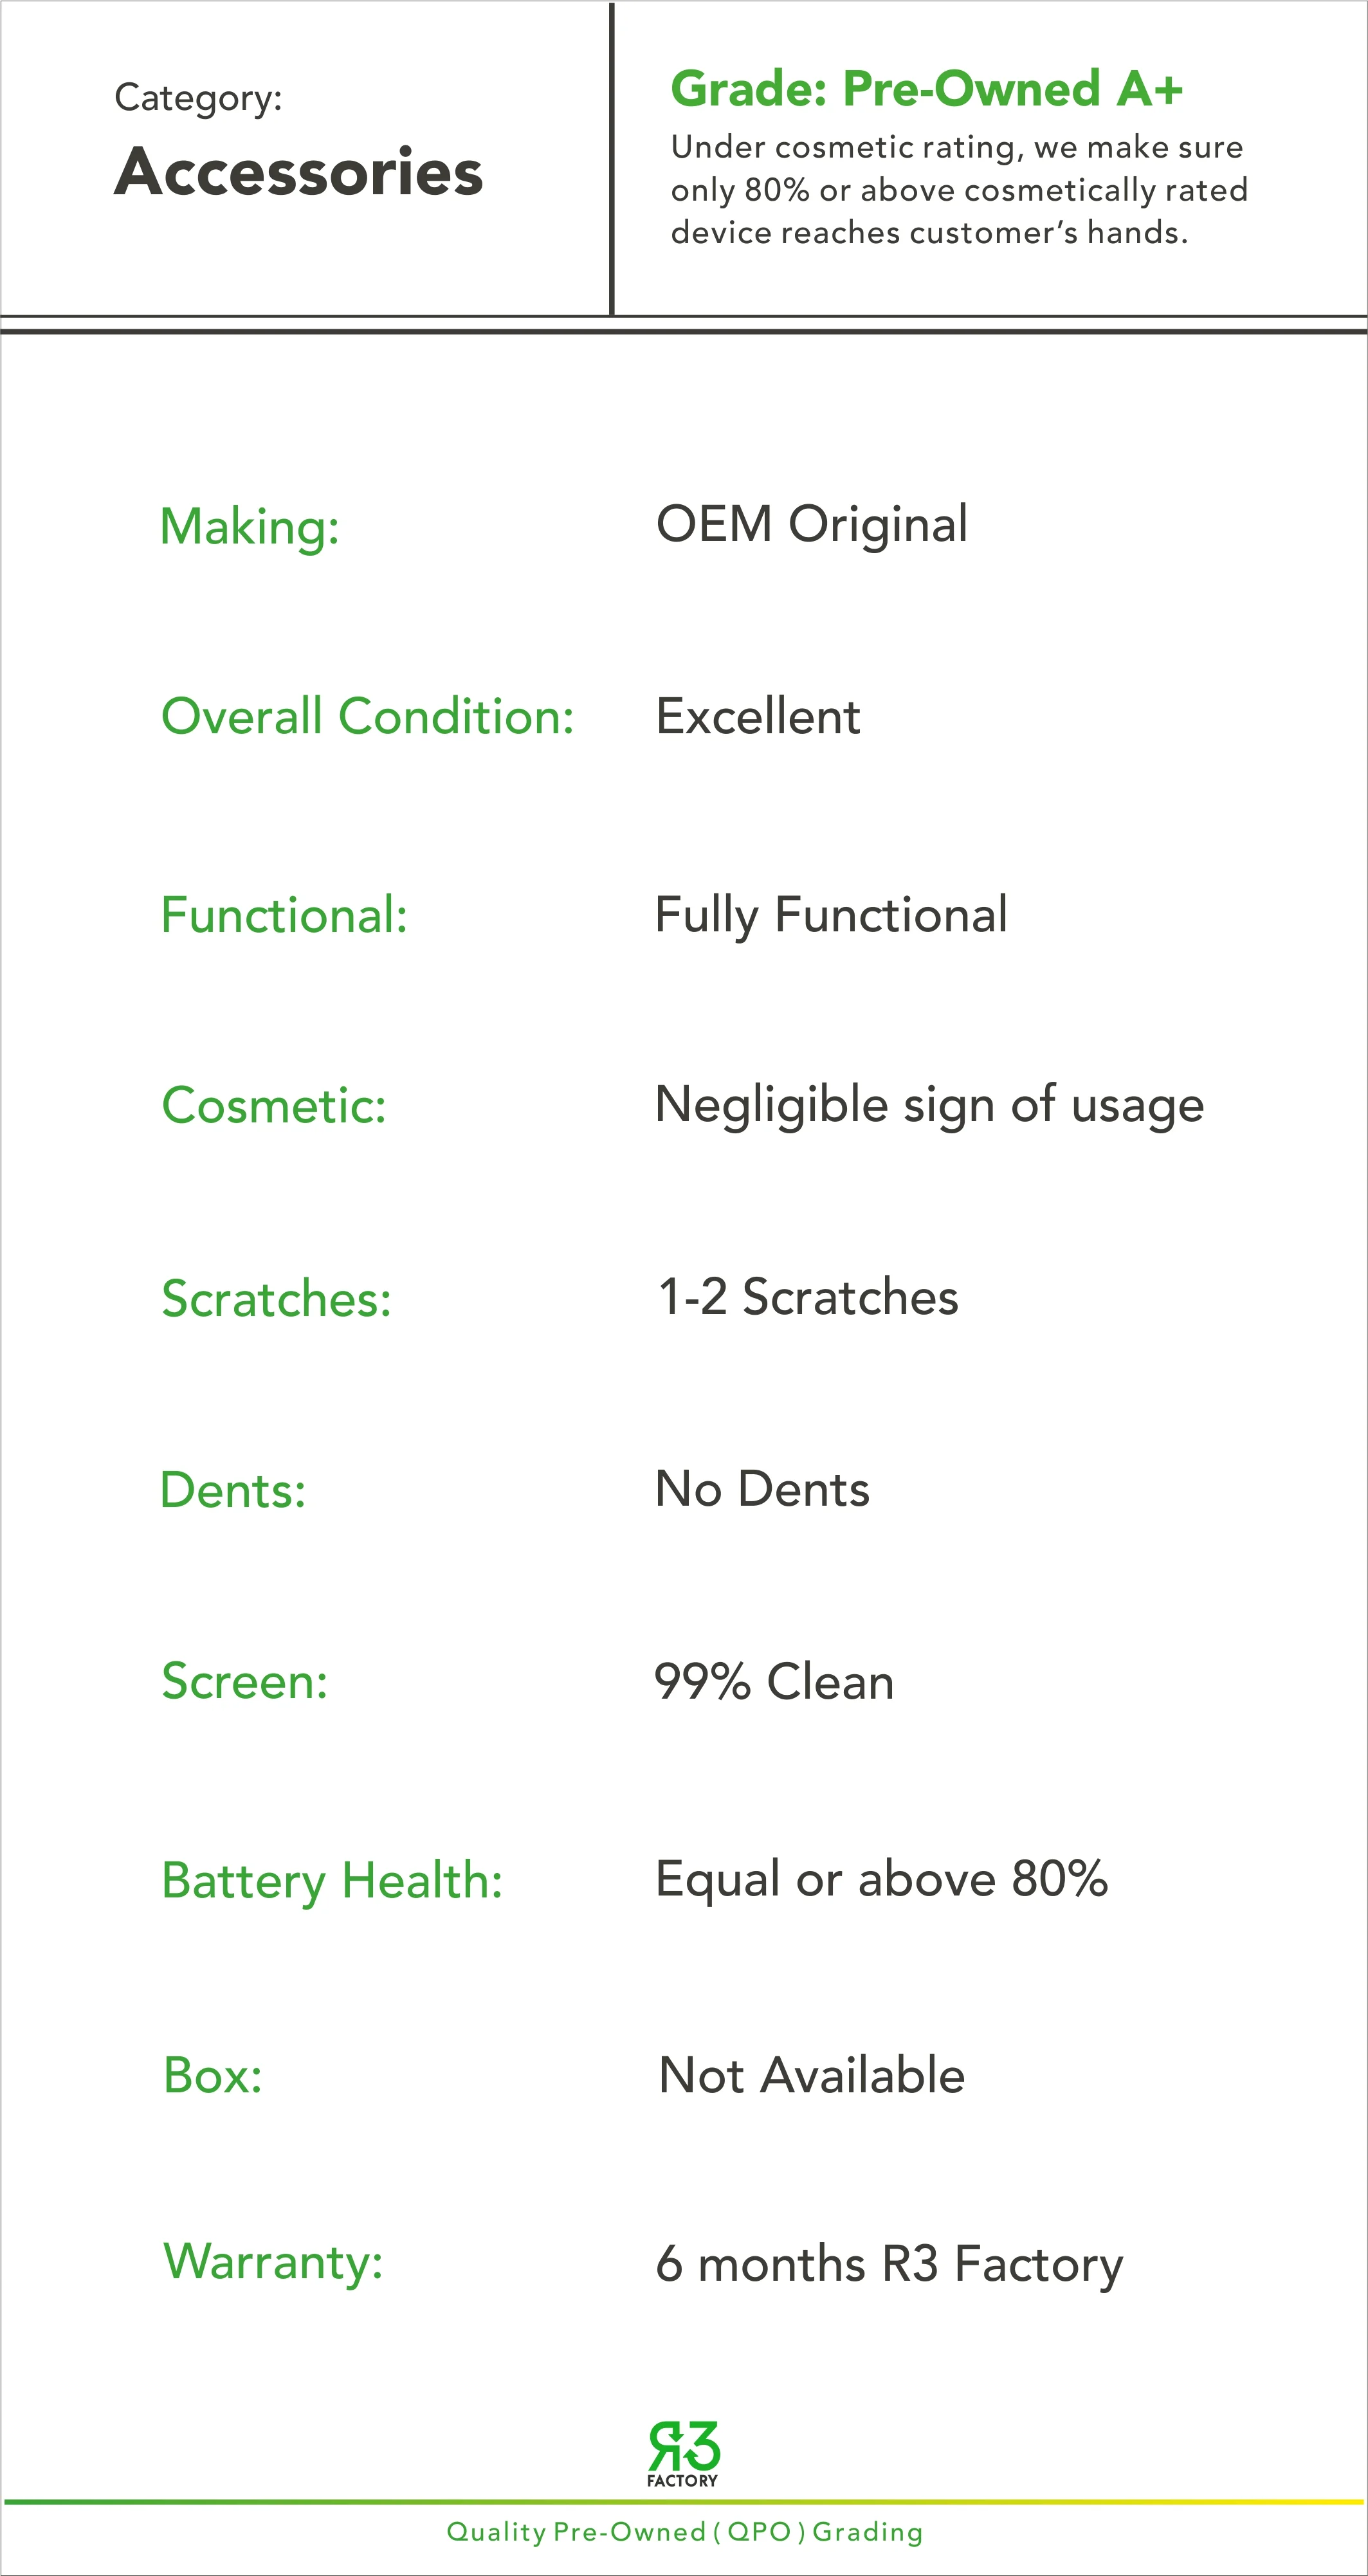 Category:
Accessories
Grade: Pre-Owned A+
Under cosmetic rating, we make sure
only 80% or above cosmetically rated
device reaches customer’s hands.
Making: OEM Original
Overall Condition: Excellent
Functional: Fully Functional
Cosmetic: Negligible sign of usage
Scratches: 1-2 Scratches
Dents: No Dents
Screen: 99% Clean
Battery Health: Equal or above 80%
Box: Not Available
Warranty: 6 months R3 Factory
R3
FACTORY
Quality Pre-Owned ( QPO ) Grading